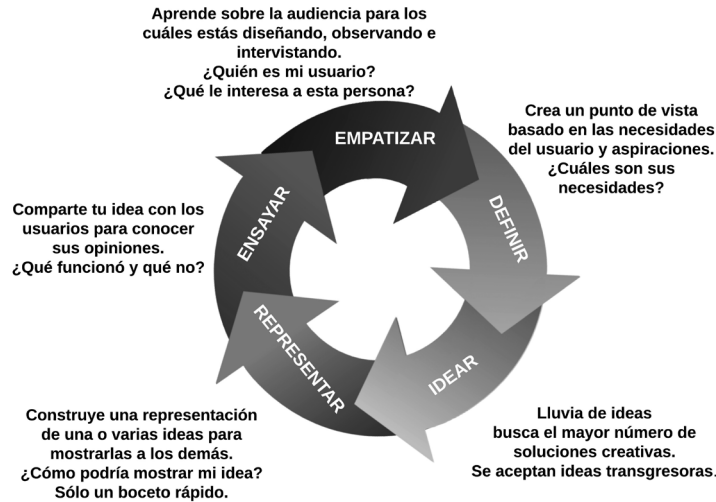 Aprende sobre la audiencia para los
cuáles estás diseñando, observando e
intervistando.
¿Quién es mi usuario?
¿Qué le interesa a esta persona?
EMPATIZAR
Crea un punto de vista
basado en las necesidades
del usuario y aspiraciones.
¿Cuáles son sus
necesidades?
DEFINIR
Lluvia de ideas
busca el mayor número de
soluciones creativas.
Se aceptan ideas transgresoras.
IDEAR
Construye una representación
de una o varias ideas para
mostrarlas a los demás.
¿Cómo podría mostrar mi idea?
Sólo un boceto rápido.
REPRESENTAR
Comparte tu idea con los
usuarios para conocer
sus opiniones.
¿Qué funcionó y qué no?
ENSAYAR